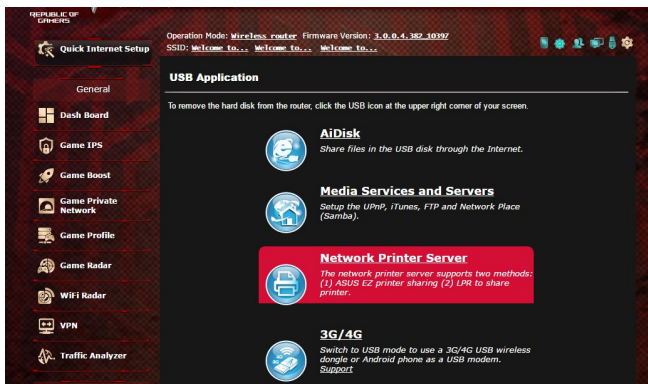 REPUBLIC OF
GAMERS
Quick Internet Setup
Operation Mode: Wireless router Firmware Version: 3.0.0.4.382_10397
SSID: Welcome to... Welcome to... Welcome to...
General
Dash Board
Game IPS
Game Boost
Game Private
Network
Game Profile
Game Radar
WiFi Radar
VPN
Traffic Analyzer
USB Application
To remove the hard disk from the router, click the USB icon at the upper right corner of your screen.
AiDisk
Share files in the USB disk through the Internet.
Media Services and Servers
Setup the UPnP, iTunes, FTP and Network Place
(Samba).
Network Printer Server
The network printer server supports two methods:
(1) ASUS EZ printer sharing (2) LPR to share
printer.
3G/4G
Switch to USB mode to use a 3G/4G USB wireless
dongle or Android phone as a USB modem.
Support